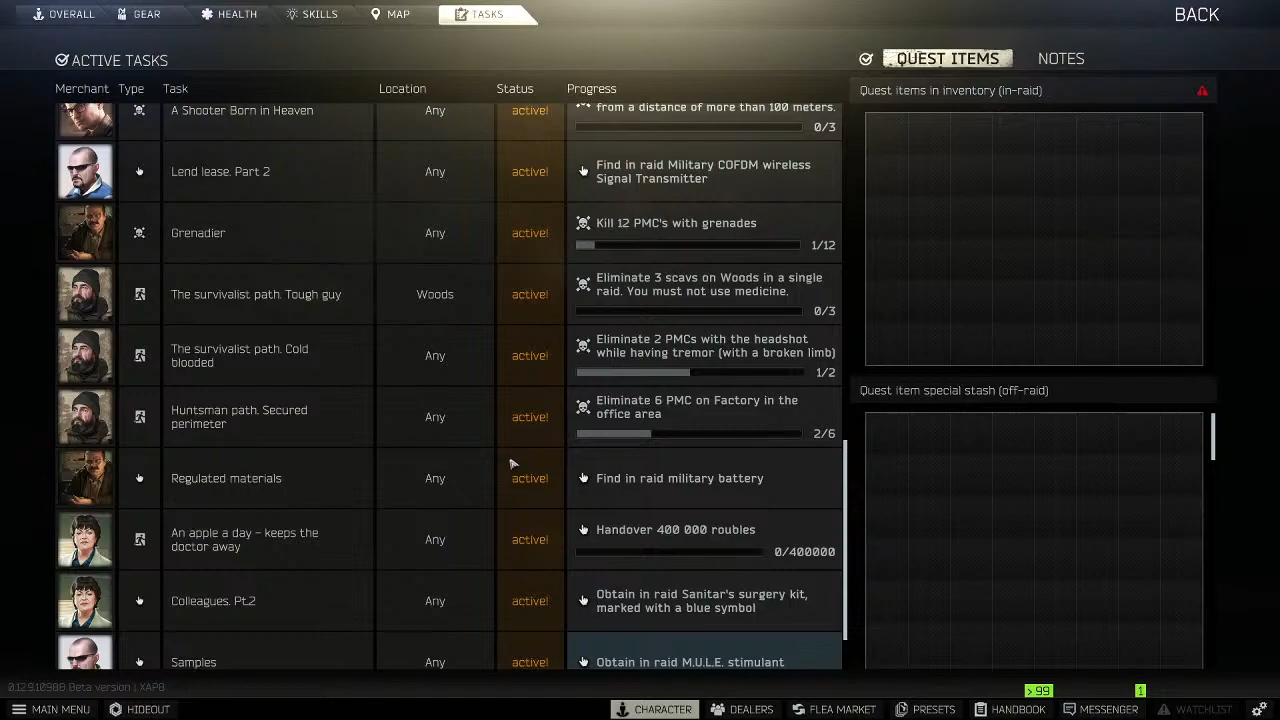 OVERALL GEAR HEALTH SKILLS MAP TASKS BACK
ACTIVE TASKS QUEST ITEMS NOTES
Merchant Type Task Location Status Progress
Quest items in inventory (in-raid)
A Shooter Born in Heaven Any active! from a distance of more than 100 meters.
0/3
Lend lease. Part 2 Any active! Find in raid Military COFDM wireless
Signal Transmitter
Grenadier Any active! Kill 12 PMC's with grenades
1/12
The survivalist path. Tough guy Woods active! Eliminate 3 scavs on Woods in a single
raid. You must not use medicine.
0/3
The survivalist path. Cold
blooded Any active! Eliminate 2 PMCs with the headshot
while having tremor (with a broken limb)
1/2
Quest item special stash (off-raid)
Huntsman path. Secured
perimeter Any active! Eliminate 6 PMC on Factory in the
office area
2/6
Regulated materials Any active! Find in raid military battery
An apple a day – keeps the
doctor away Any active! Handover 400 000 roubles
0/400000
Colleagues. Pt.2 Any active! Obtain in raid Sanitar's surgery kit,
marked with a blue symbol
Samples Any active! Obtain in raid M.U.L.E. stimulant
0.12.9.10988 Beta version | XAP8
>99 1
MAIN MENU HIDEOUT CHARACTER DEALERS FLEA MARKET PRESETS HANDBOOK MESSENGER WATCHLIST